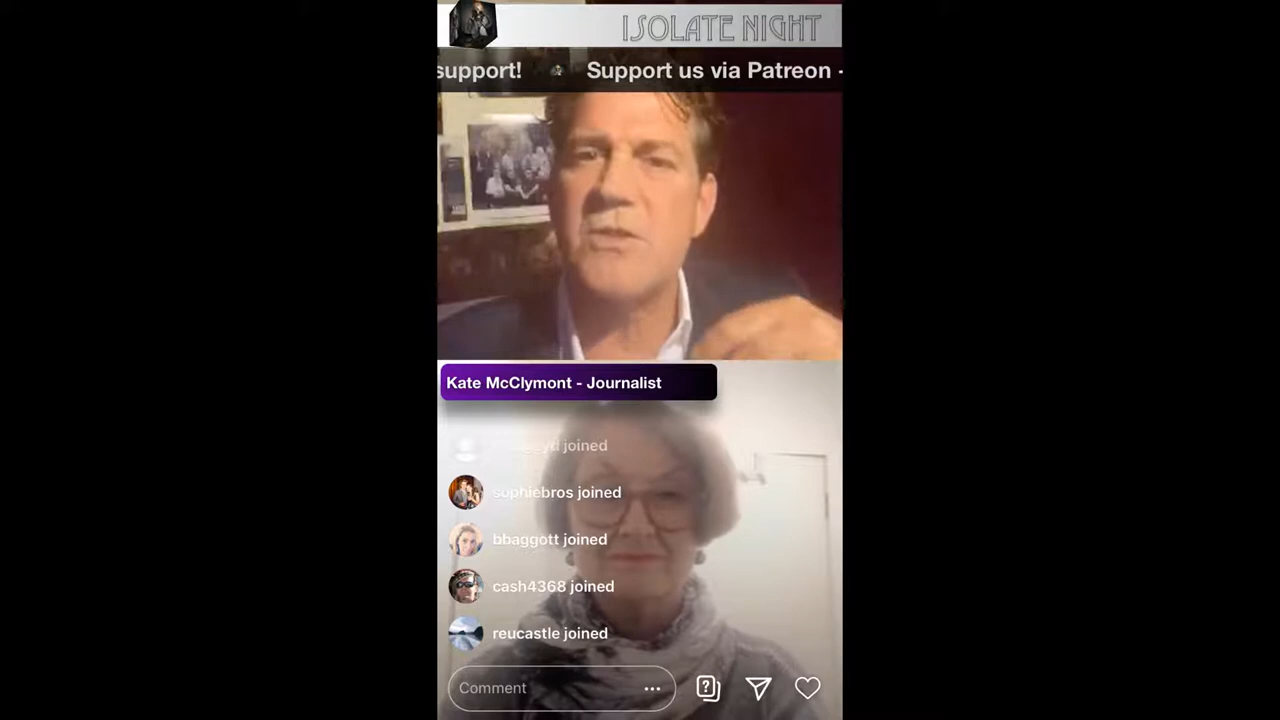 ISOLATE NIGHT
support! Support us via Patreon -
Kate McClymont - Journalist
joined
sophiebros joined
bbaggott joined
cash4368 joined
reucastle joined
Comment